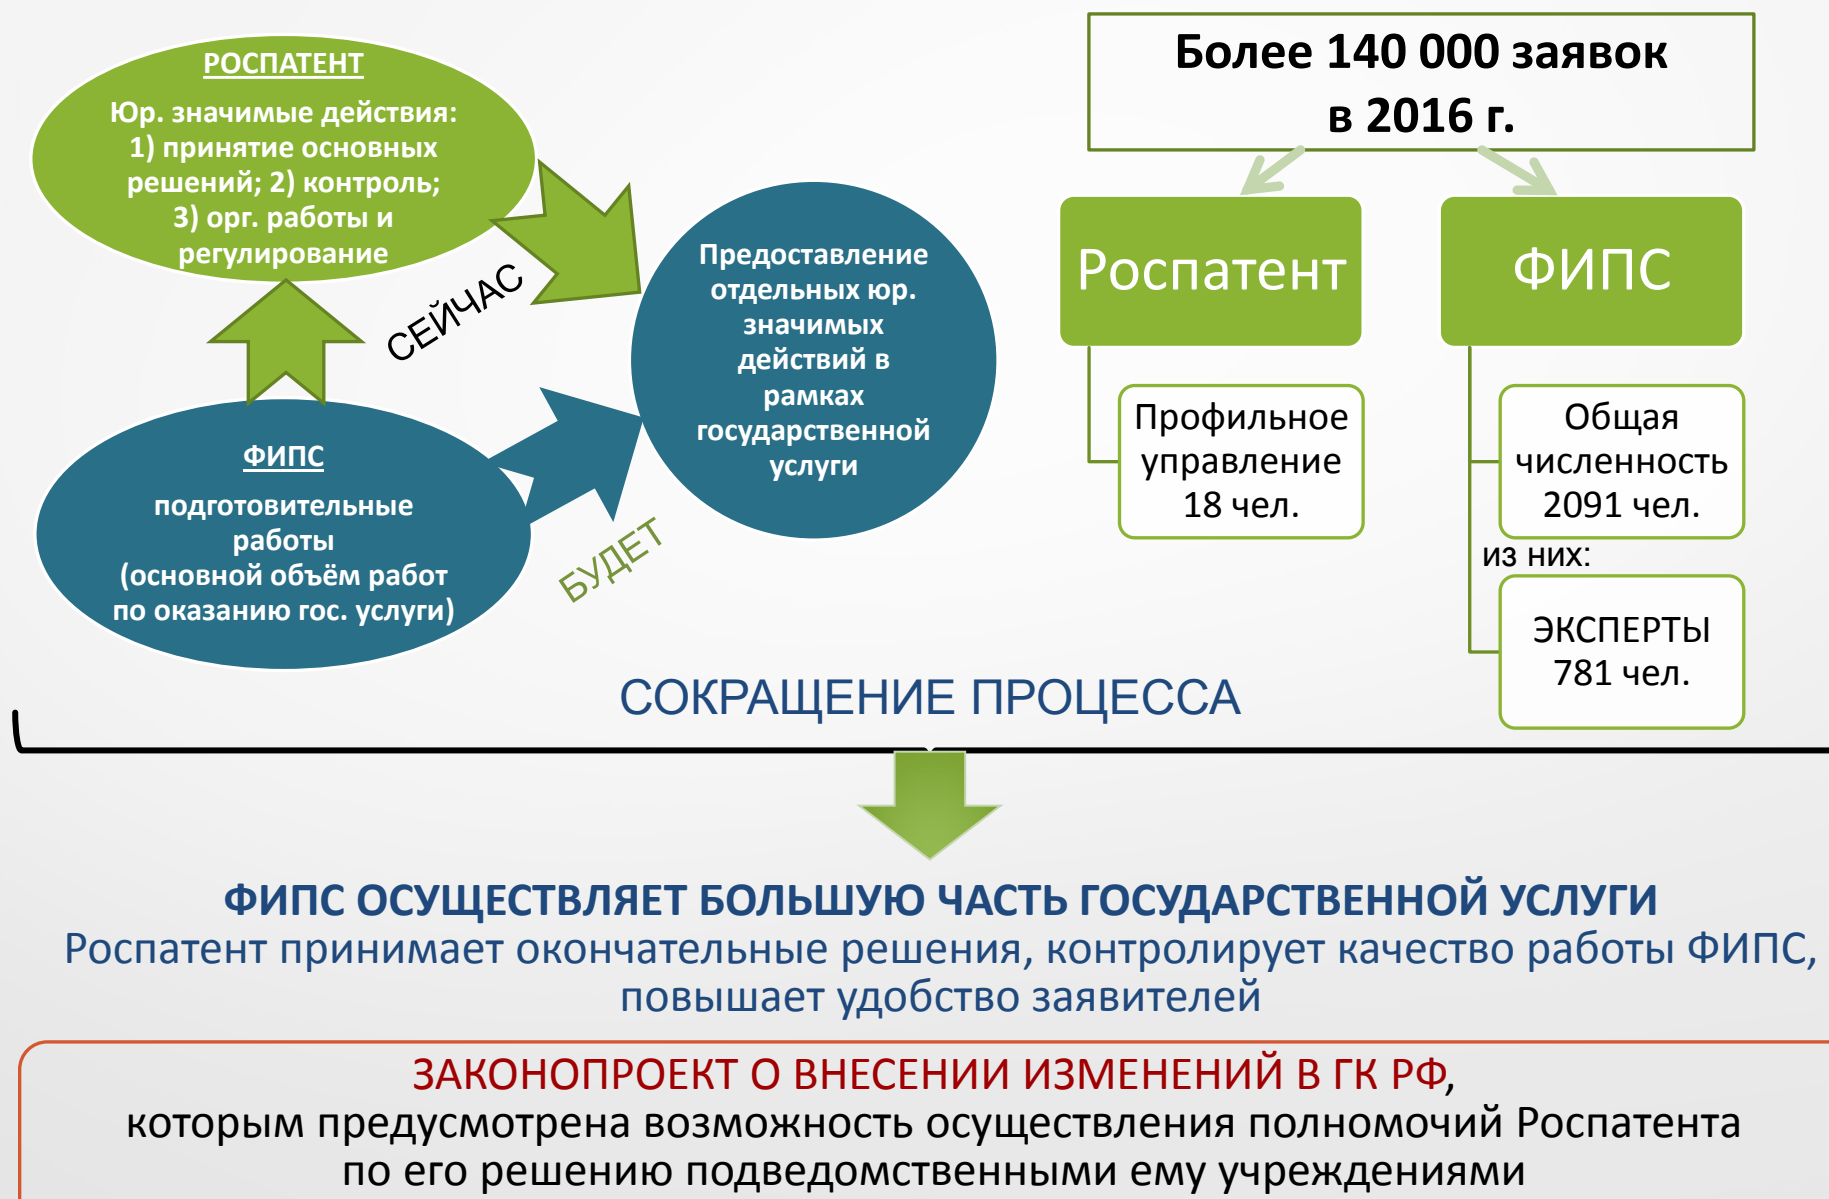 РОСПАТЕНТ
Юр. значимые действия:
1) принятие основных
решений; 2) контроль;
3) орг. работы и
регулирование
СЕЙЧАС
ФИПС
подготовительные
работы
(основной объём работ
по оказанию гос. услуги)
БУДЕТ
Предоставление
отдельных юр.
значимых
действий в
рамках
государственной
услуги
Более 140 000 заявок
в 2016 г.
Роспатент
Профильное
управление
18 чел.
ФИПС
Общая
численность
2091 чел.
из них:
ЭКСПЕРТЫ
781 чел.
СОКРАЩЕНИЕ ПРОЦЕССА
ФИПС ОСУЩЕСТВЛЯЕТ БОЛЬШУЮ ЧАСТЬ ГОСУДАРСТВЕННОЙ УСЛУГИ
Роспатент принимает окончательные решения, контролирует качество работы ФИПС,
повышает удобство заявителей
ЗАКОНОПРОЕКТ О ВНЕСЕНИИ ИЗМЕНЕНИЙ В ГК РФ,
которым предусмотрена возможность осуществления полномочий Роспатента
по его решению подведомственными ему учреждениями